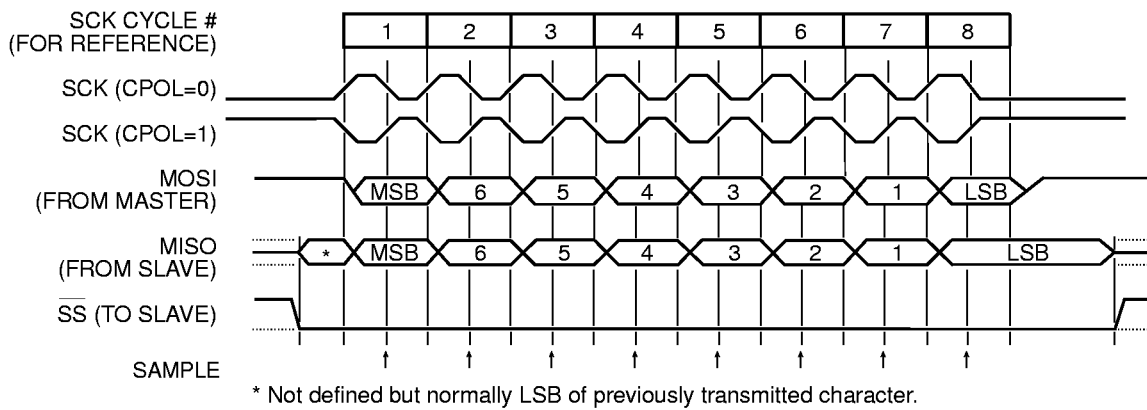 SCK CYCLE #
(FOR REFERENCE)
1 2 3 4 5 6 7 8
SCK (CPOL=0)
SCK (CPOL=1)
MOSI
(FROM MASTER)
MSB 6 5 4 3 2 1 LSB
MISO
(FROM SLAVE)
* MSB 6 5 4 3 2 1 LSB
SS (TO SLAVE)
SAMPLE
* Not defined but normally LSB of previously transmitted character.